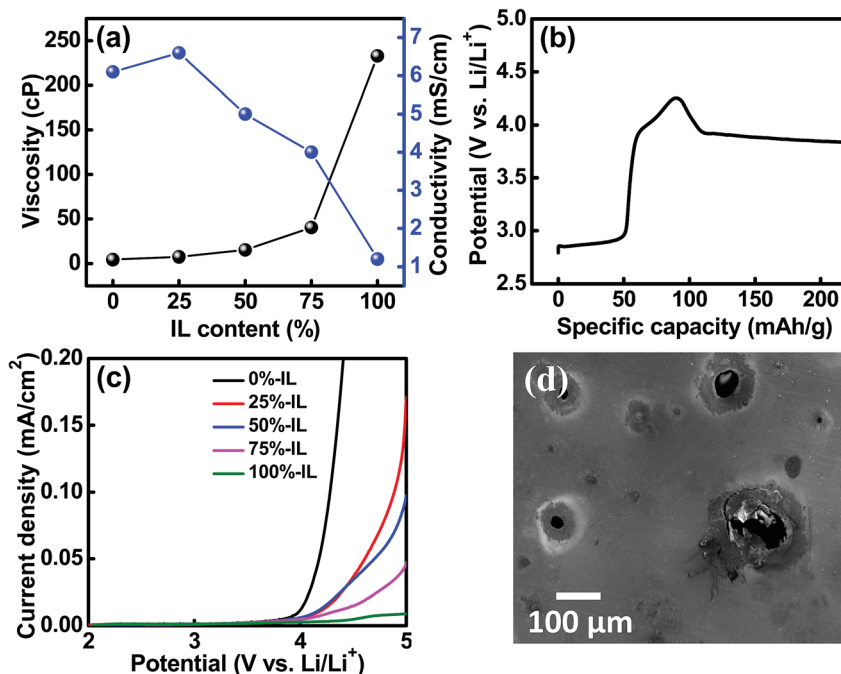 (a)
Viscosity (cP)
250
200
150
100
50
0
0 25 50 75 100
IL content (%)
7
6
5
4
3
2
1
Conductivity (mS/cm)
(b)
Potential (V vs. Li/Li⁺)
5.0
4.5
4.0
3.5
3.0
2.5
0 50 100 150 200
Specific capacity (mAh/g)
(c)
Current density (mA/cm²)
0.20
0.15
0.10
0.05
0.00
0%-IL
25%-IL
50%-IL
75%-IL
100%-IL
2 3 4 5
Potential (V vs. Li/Li⁺)
(d)
100 μm